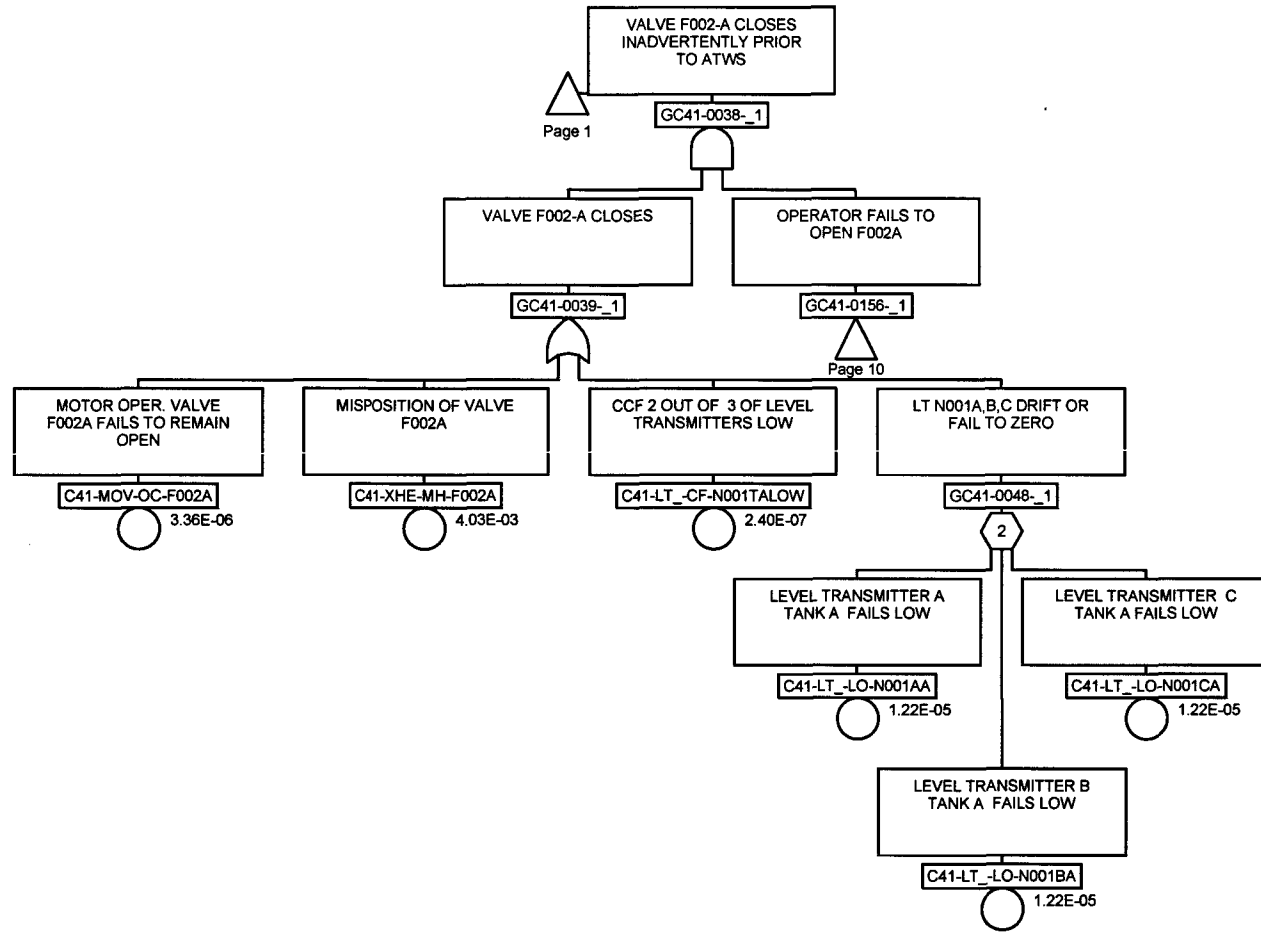 VALVE F002-A CLOSES
INADVERTENTLY PRIOR
TO ATWS
Page 1
GC41-0038-_1
VALVE F002-A CLOSES
OPERATOR FAILS TO
OPEN F002A
GC41-0039-_1
GC41-0156-_1
Page 10
MOTOR OPER. VALVE
F002A FAILS TO REMAIN
OPEN
MISPOSITION OF VALVE
F002A
CCF 2 OUT OF 3 OF LEVEL
TRANSMITTERS LOW
LT N001A,B,C DRIFT OR
FAIL TO ZERO
C41-MOV-OC-F002A
C41-XHE-MH-F002A
C41-LT_-CF-N001TALOW
GC41-0048-_1
3.36E-06
4.03E-03
2.40E-07
2
LEVEL TRANSMITTER A
TANK A FAILS LOW
LEVEL TRANSMITTER C
TANK A FAILS LOW
C41-LT_-LO-N001AA
C41-LT_-LO-N001CA
1.22E-05
1.22E-05
LEVEL TRANSMITTER B
TANK A FAILS LOW
C41-LT_-LO-N001BA
1.22E-05